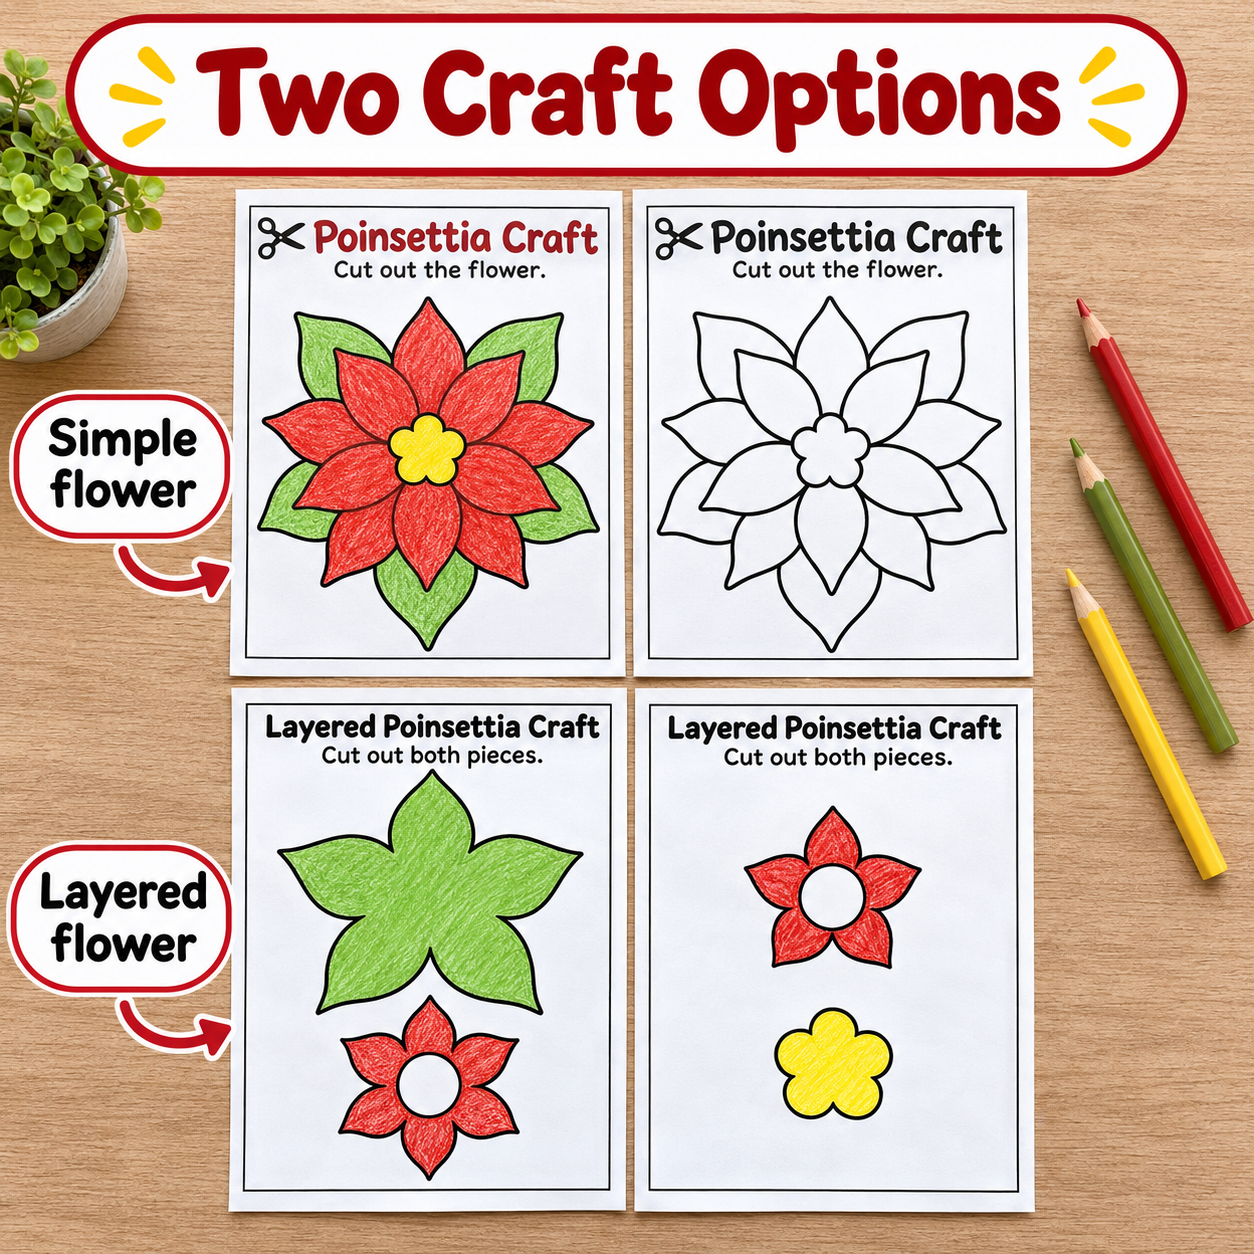 Two Craft Options
Poinsettia Craft
Cut out the flower.
Poinsettia Craft
Cut out the flower.
Simple
flower
Layered Poinsettia Craft
Cut out both pieces.
Layered Poinsettia Craft
Cut out both pieces.
Layered
flower